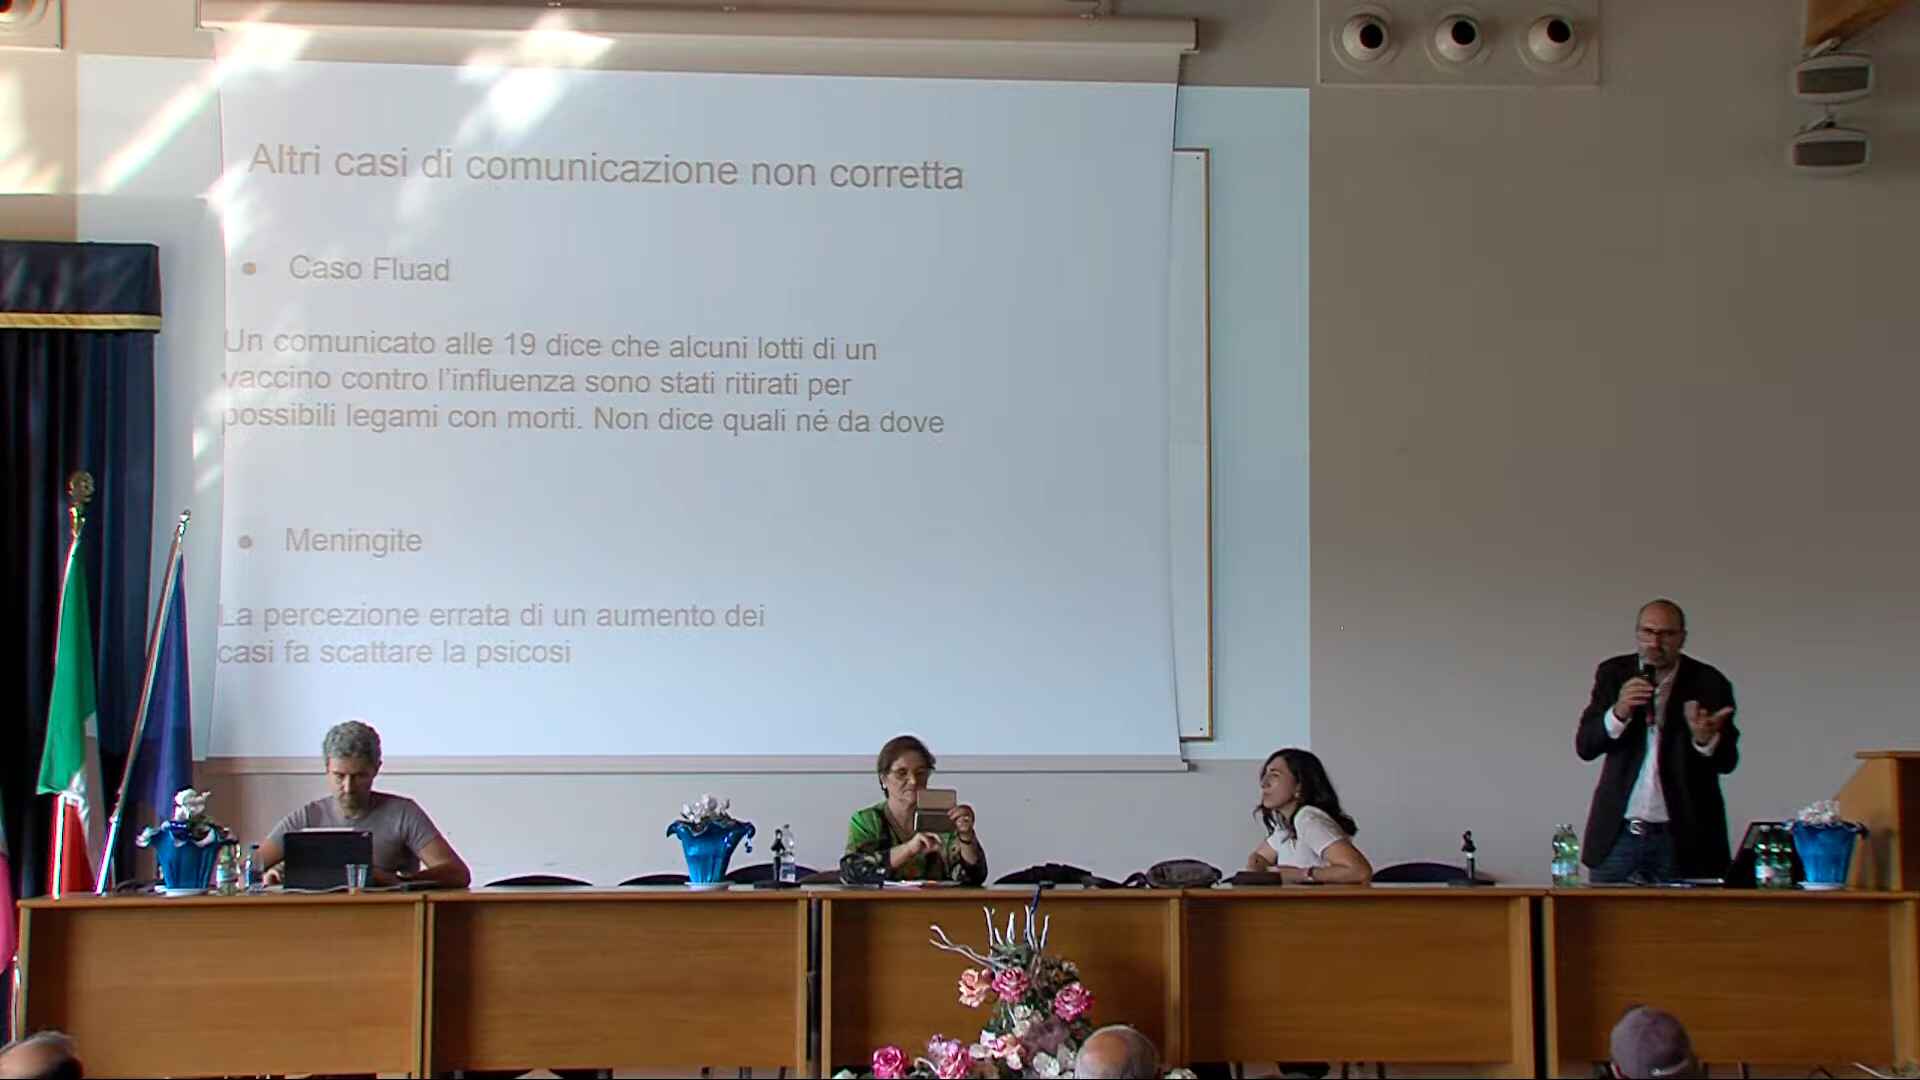 Altri casi di comunicazione non corretta
● Caso Fluad
Un comunicato alle 19 dice che alcuni lotti di un
vaccino contro l'influenza sono stati ritirati per
possibili legami con morti. Non dice quali né da dove
● Meningite
La percezione errata di un aumento dei
casi fa scattare la psicosi